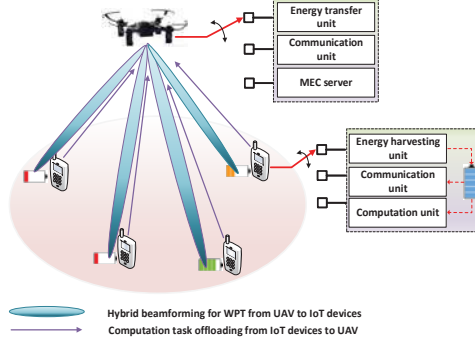 Energy transfer
unit
Communication
unit
MEC server
Energy harvesting
unit
Communication
unit
Computation unit
Hybrid beamforming for WPT from UAV to IoT devices
Computation task offloading from IoT devices to UAV